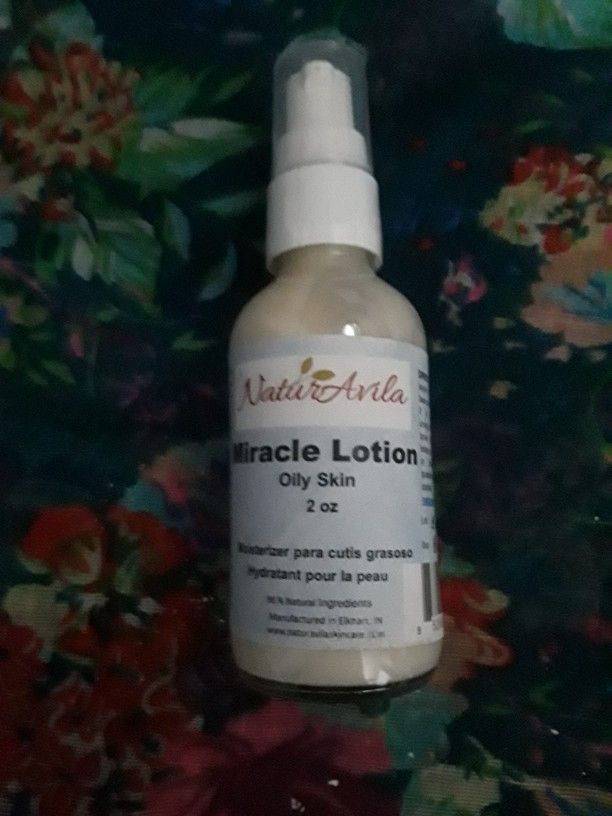 NaturAvila
Miracle Lotion
Oily Skin
2 oz
Moisterizer para cutis grasoso
Hydratant pour la peau
Natural Ingredients
Manufactured in Elkhart, IN